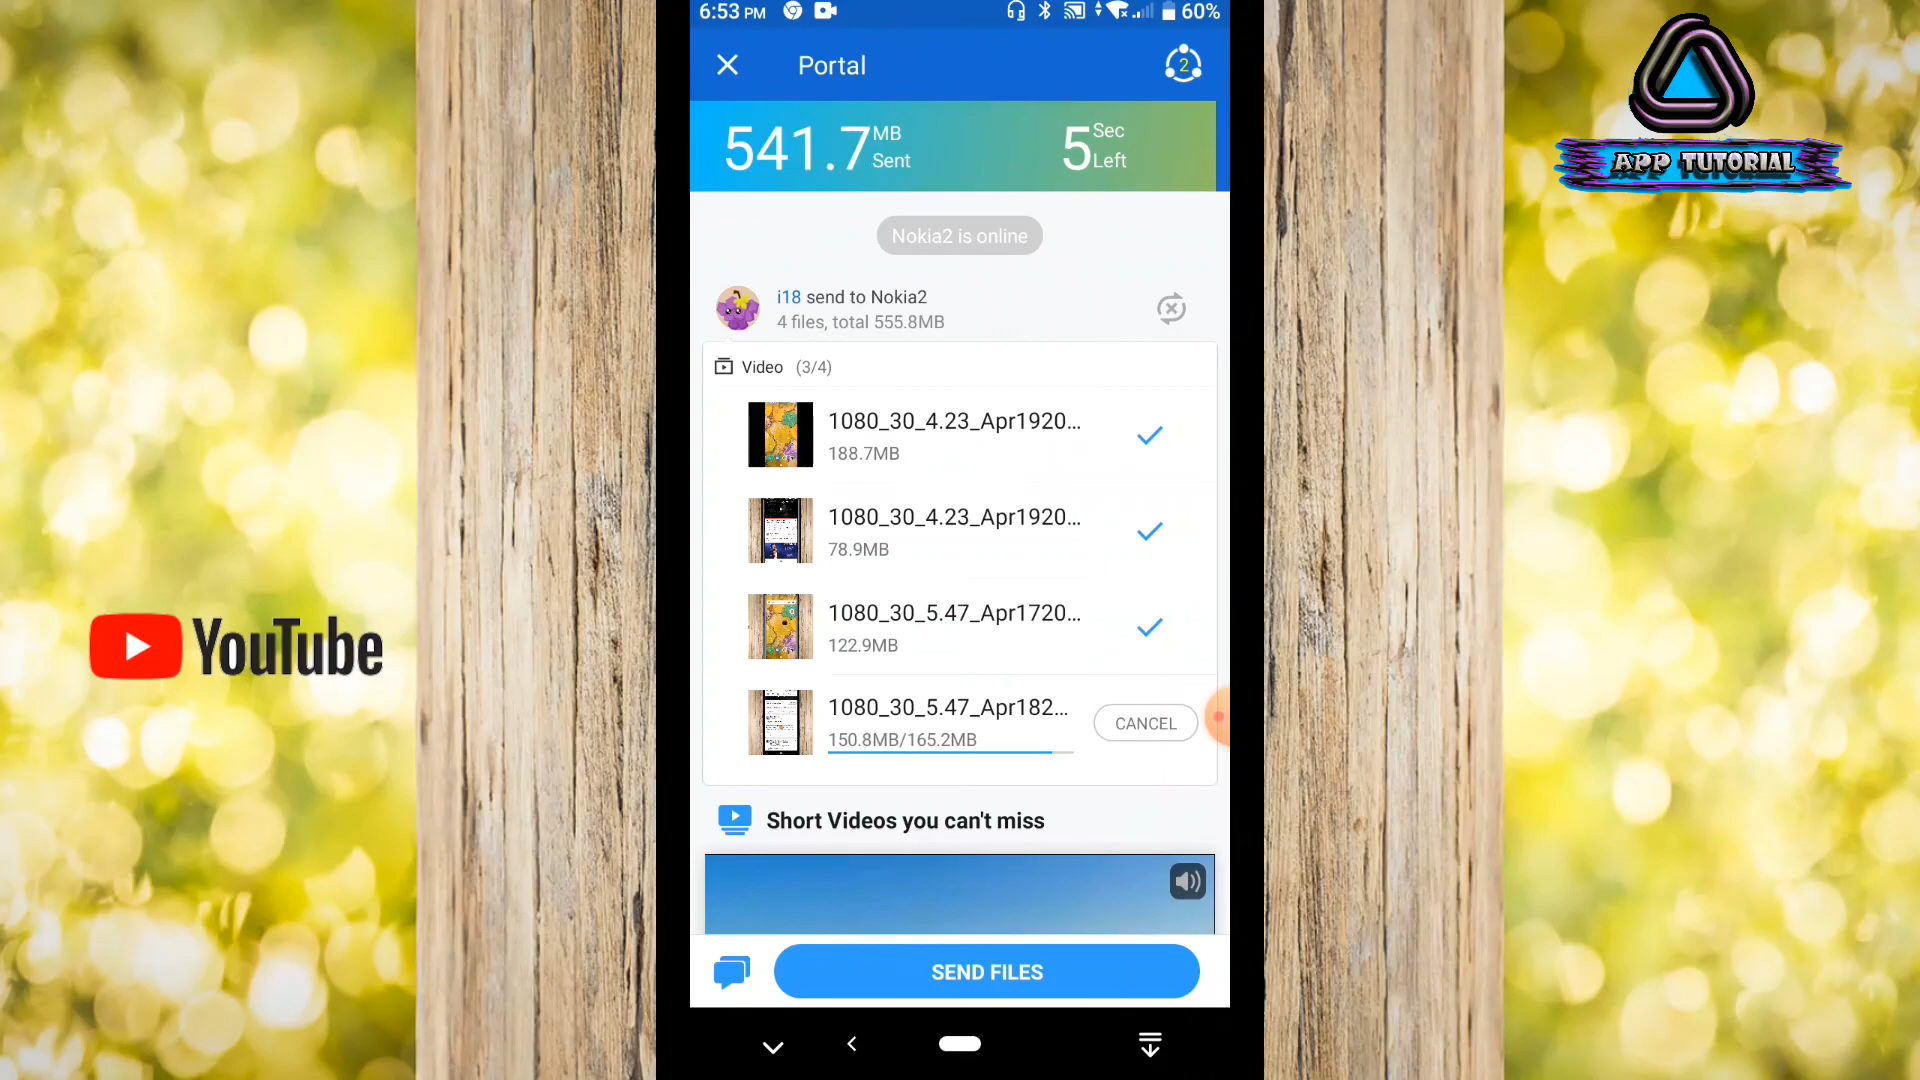 6:53 PM
60%
Portal
2
541.7 MB Sent
5 Sec Left
Nokia2 is online
i18 send to Nokia2
4 files, total 555.8MB
Video (3/4)
1080_30_4.23_Apr1920...
188.7MB
1080_30_4.23_Apr1920...
78.9MB
1080_30_5.47_Apr1720...
122.9MB
1080_30_5.47_Apr182...
150.8MB/165.2MB
CANCEL
Short Videos you can't miss
SEND FILES
YouTube
APP TUTORIAL